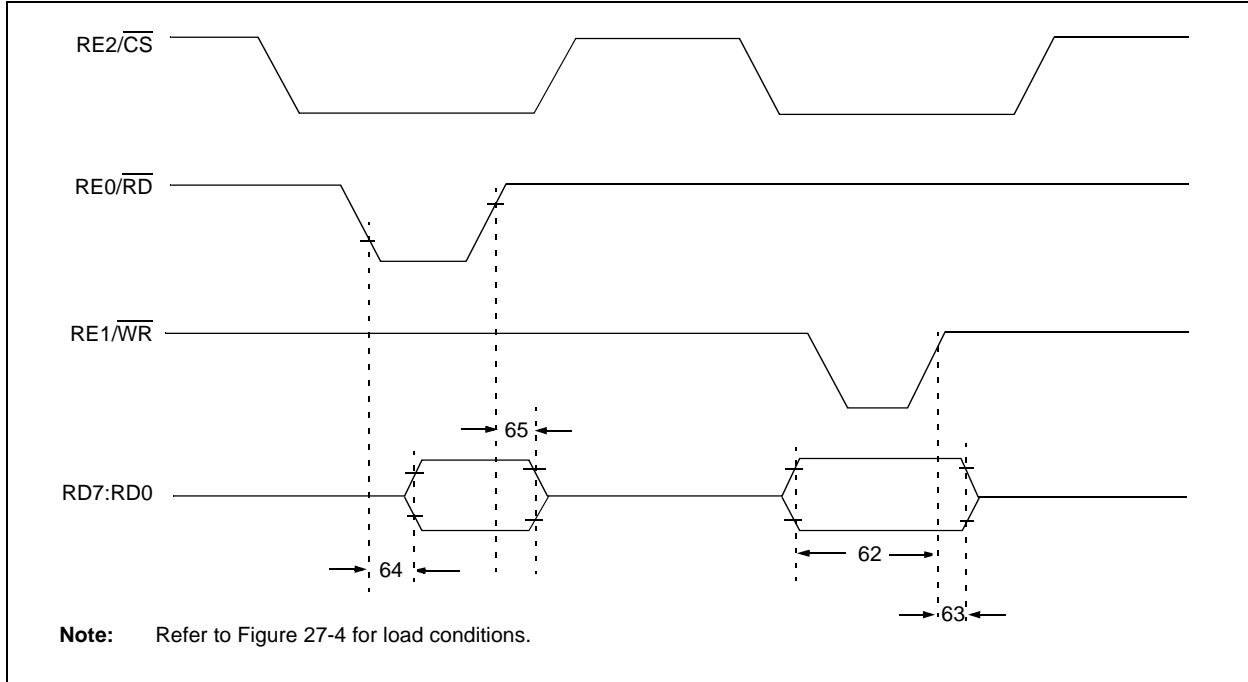 RE2/CS
RE0/RD
RE1/WR
65
RD7:RD0
62
64
63
Note: Refer to Figure 27-4 for load conditions.